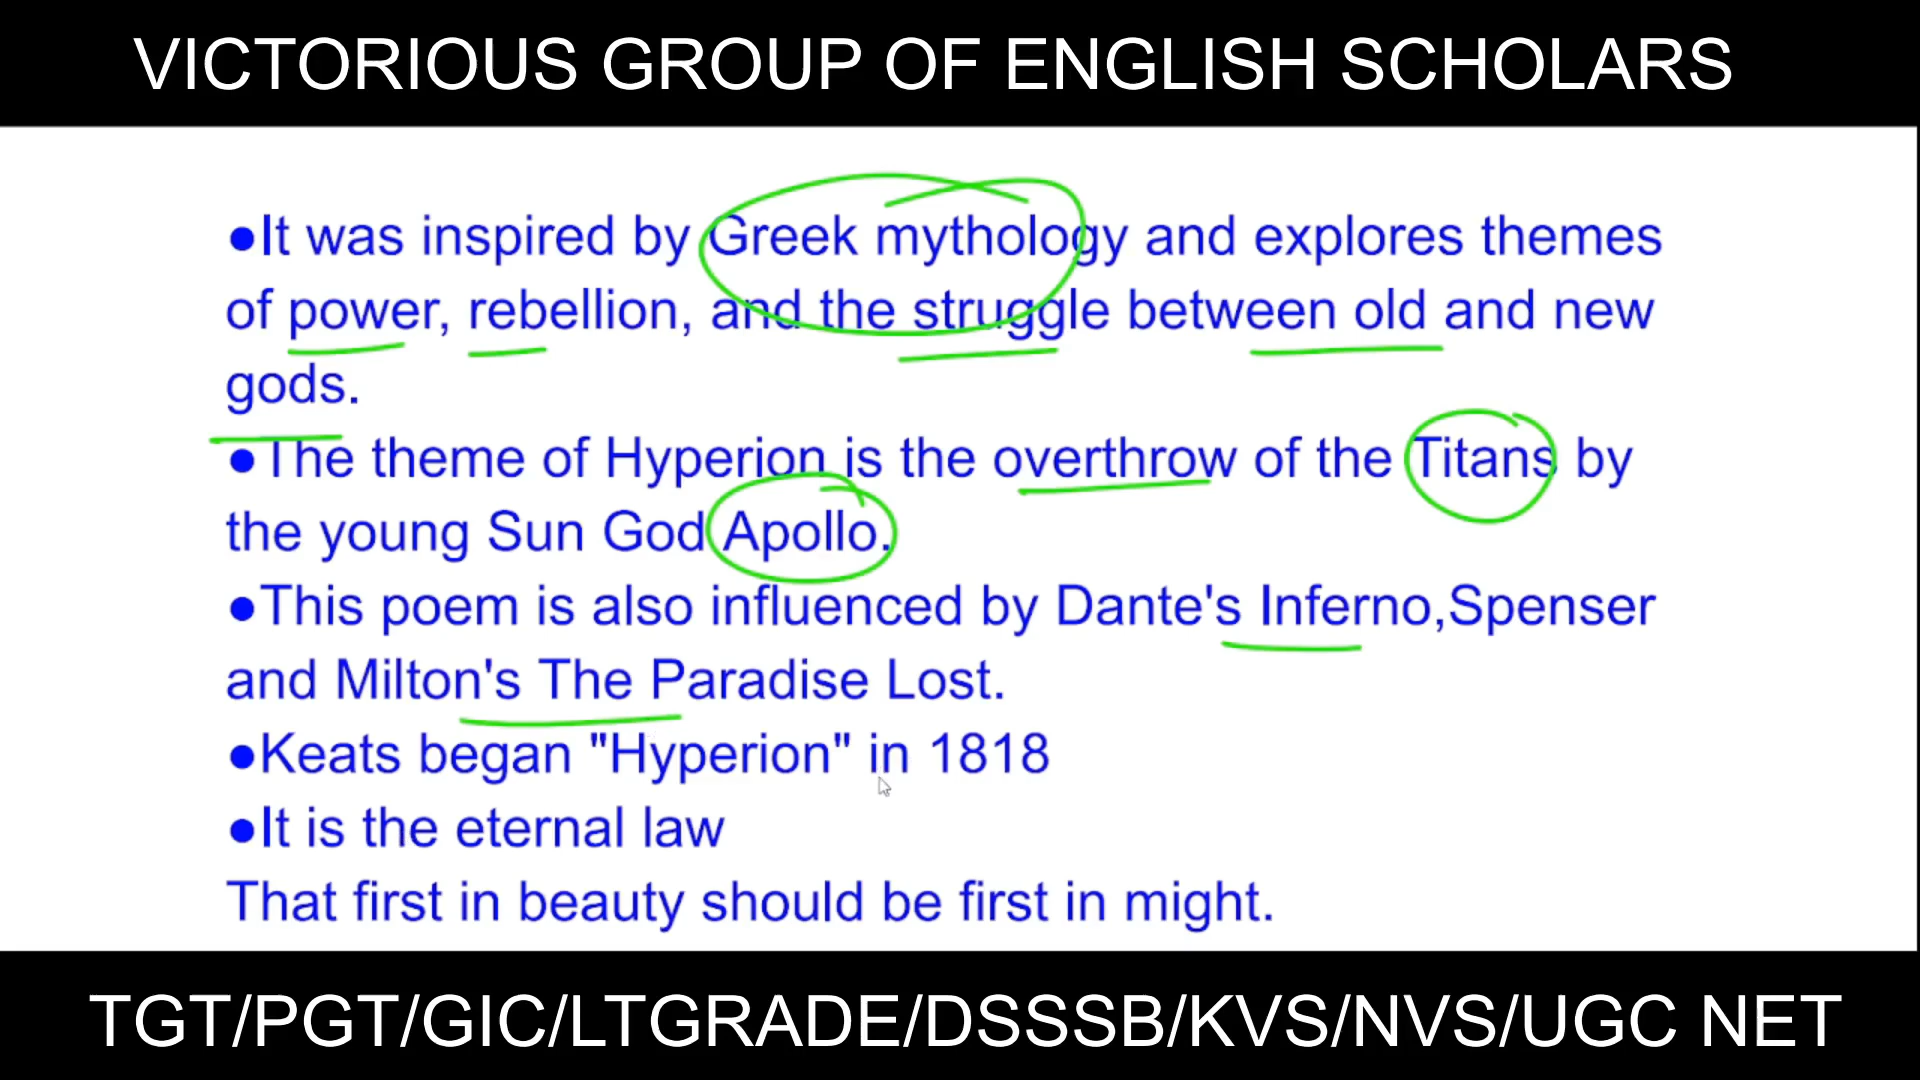 VICTORIOUS GROUP OF ENGLISH SCHOLARS
●It was inspired by Greek mythology and explores themes
of power, rebellion, and the struggle between old and new
gods.
●The theme of Hyperion is the overthrow of the Titans by
the young Sun God Apollo.
●This poem is also influenced by Dante's Inferno,Spenser
and Milton's The Paradise Lost.
●Keats began "Hyperion" in 1818
●It is the eternal law
That first in beauty should be first in might.
TGT/PGT/GIC/LTGRADE/DSSSB/KVS/NVS/UGC NET